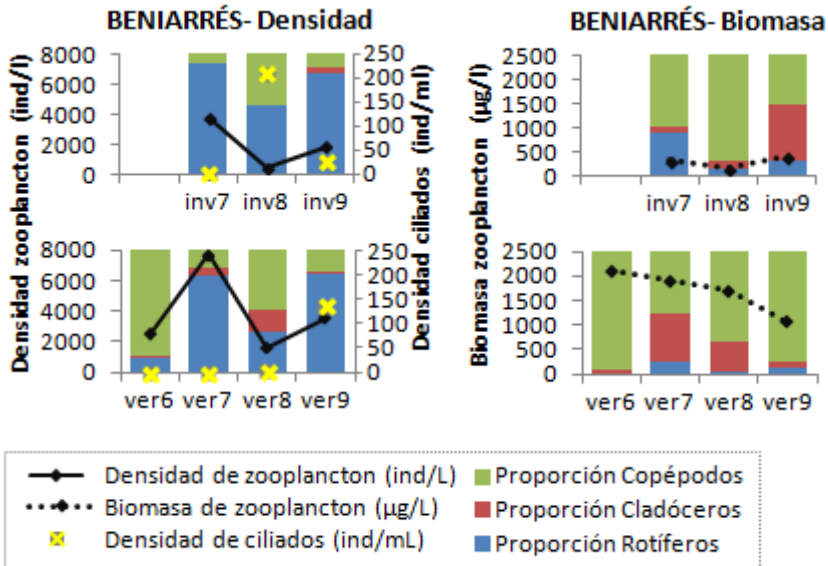 BENIARRÉS- Densidad
BENIARRÉS- Biomasa
Densidad zooplancton (ind/l)
8000
6000
4000
2000
0
250
200
150
100
50
0
inv7 inv8 inv9
8000
6000
4000
2000
0
250
200
150
100
50
0
ver6 ver7 ver8 ver9
Densidad ciliados (ind/ml)
Biomasa zooplancton (µg/l)
2500
2000
1500
1000
500
0
inv7 inv8 inv9
2500
2000
1500
1000
500
0
ver6 ver7 ver8 ver9
Densidad de zooplancton (ind/L)
Biomasa de zooplancton (µg/L)
Densidad de ciliados (ind/mL)
Proporción Copépodos
Proporción Cladóceros
Proporción Rotíferos